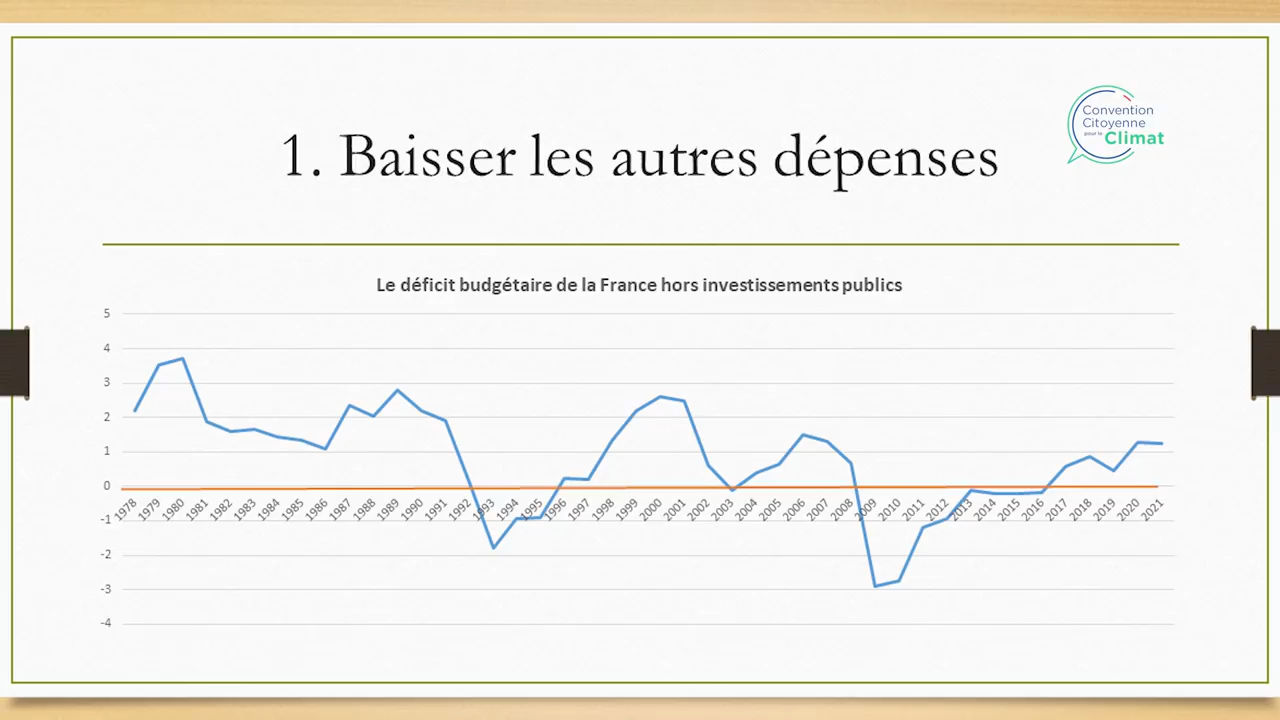 1. Baisser les autres dépenses
Convention
Citoyenne
pour le Climat
Le déficit budgétaire de la France hors investissements publics
5
4
3
2
1
0
-1
-2
-3
-4
1978 1979 1980 1981 1982 1983 1984 1985 1986 1987 1988 1989 1990 1991 1992 1993 1994 1995 1996 1997 1998 1999 2000 2001 2002 2003 2004 2005 2006 2007 2008 2009 2010 2011 2012 2013 2014 2015 2016 2017 2018 2019 2020 2021